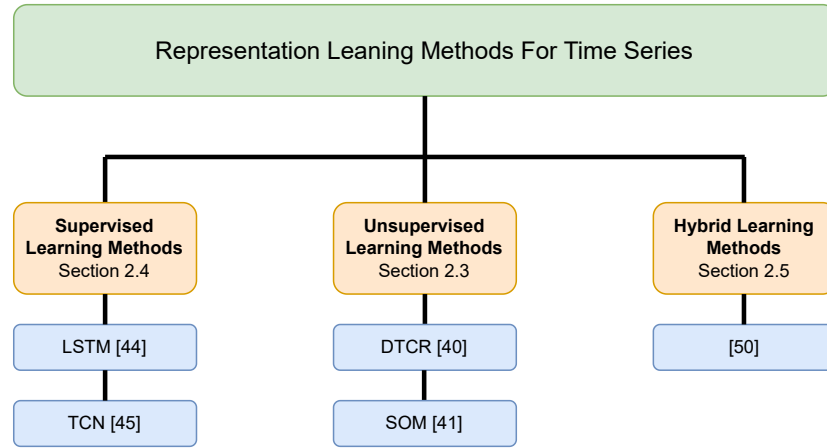 Representation Leaning Methods For Time Series
Supervised
Learning Methods
Section 2.4
Unsupervised
Learning Methods
Section 2.3
Hybrid Learning
Methods
Section 2.5
LSTM [44]
DTCR [40]
[50]
TCN [45]
SOM [41]